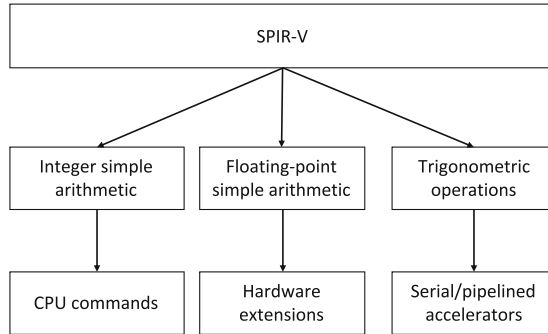 SPIR-V
Integer simple
arithmetic
Floating-point
simple arithmetic
Trigonometric
operations
CPU commands
Hardware
extensions
Serial/pipelined
accelerators